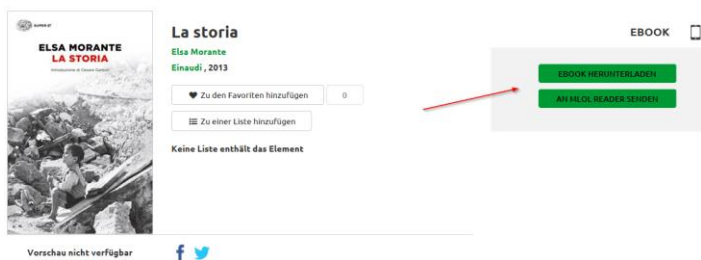 ELSA MORANTE
LA STORIA
La storia
Elsa Morante
Einaudi , 2013
Zu den Favoriten hinzufügen 0
Zu einer Liste hinzufügen
Keine Liste enthält das Element
Vorschau nicht verfügbar
EBOOK
EBOOK HERUNTERLADEN
AN MLOL READER SENDEN